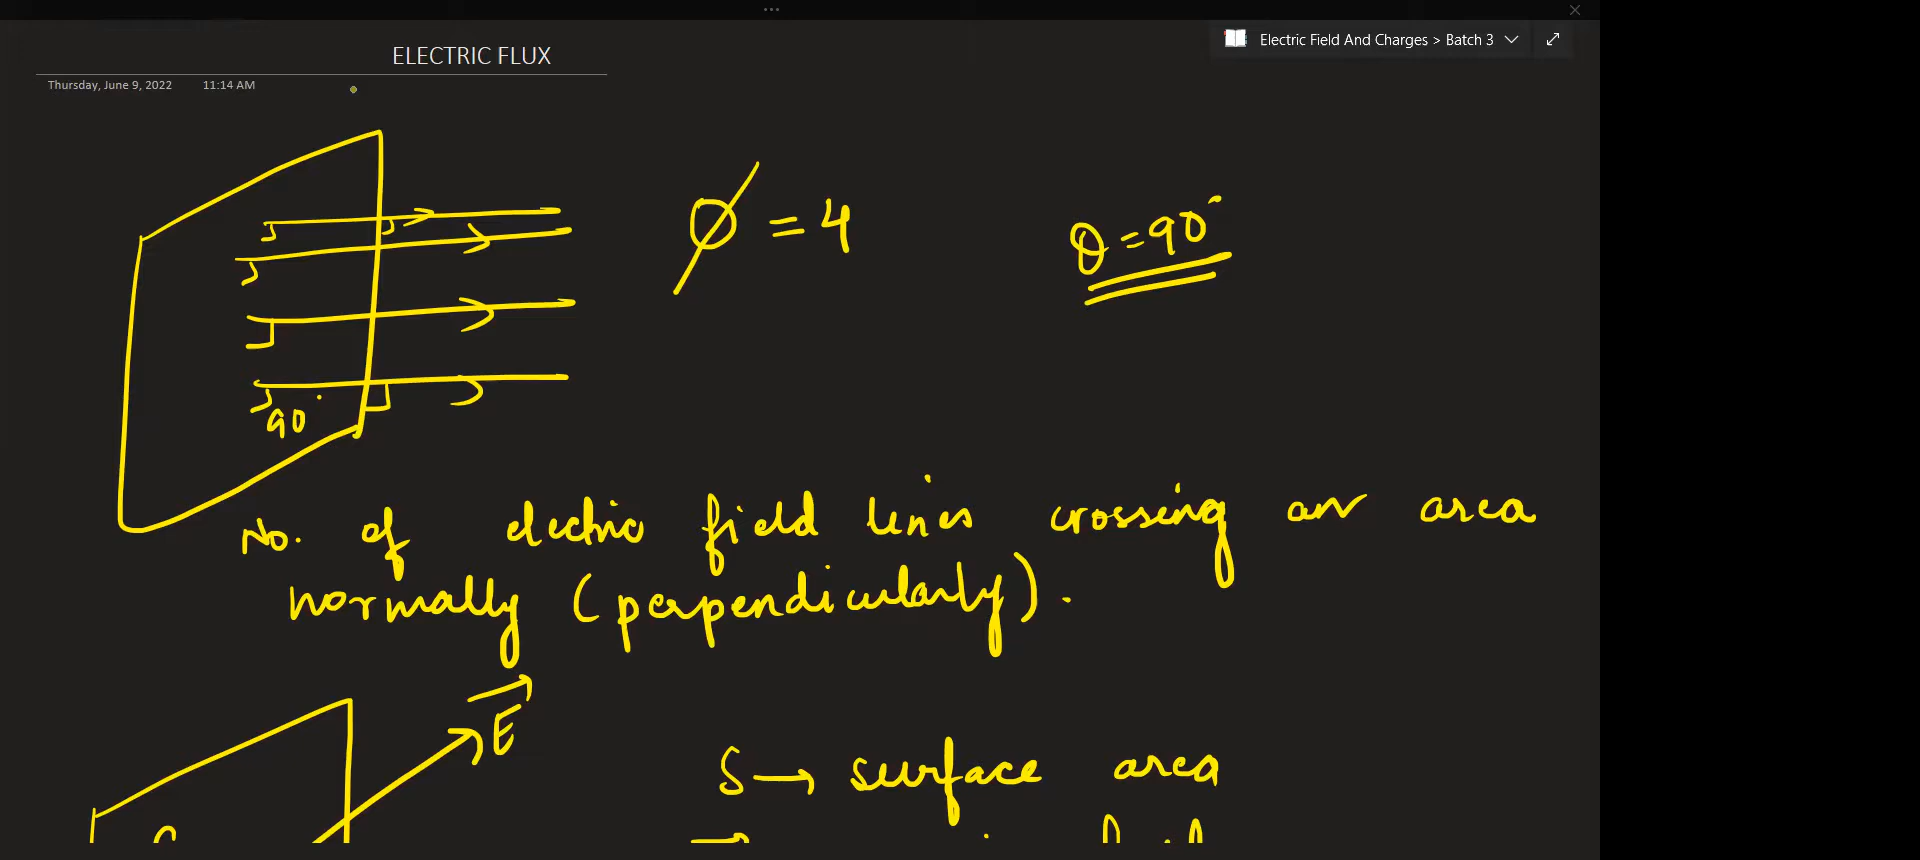 Electric Field And Charges > Batch 3
ELECTRIC FLUX
Thursday, June 9, 2022 11:14 AM
∅ = 4
θ = 90°
90°
No. of electric field lines crossing an area
normally (perpendicularly).
E
S → surface area